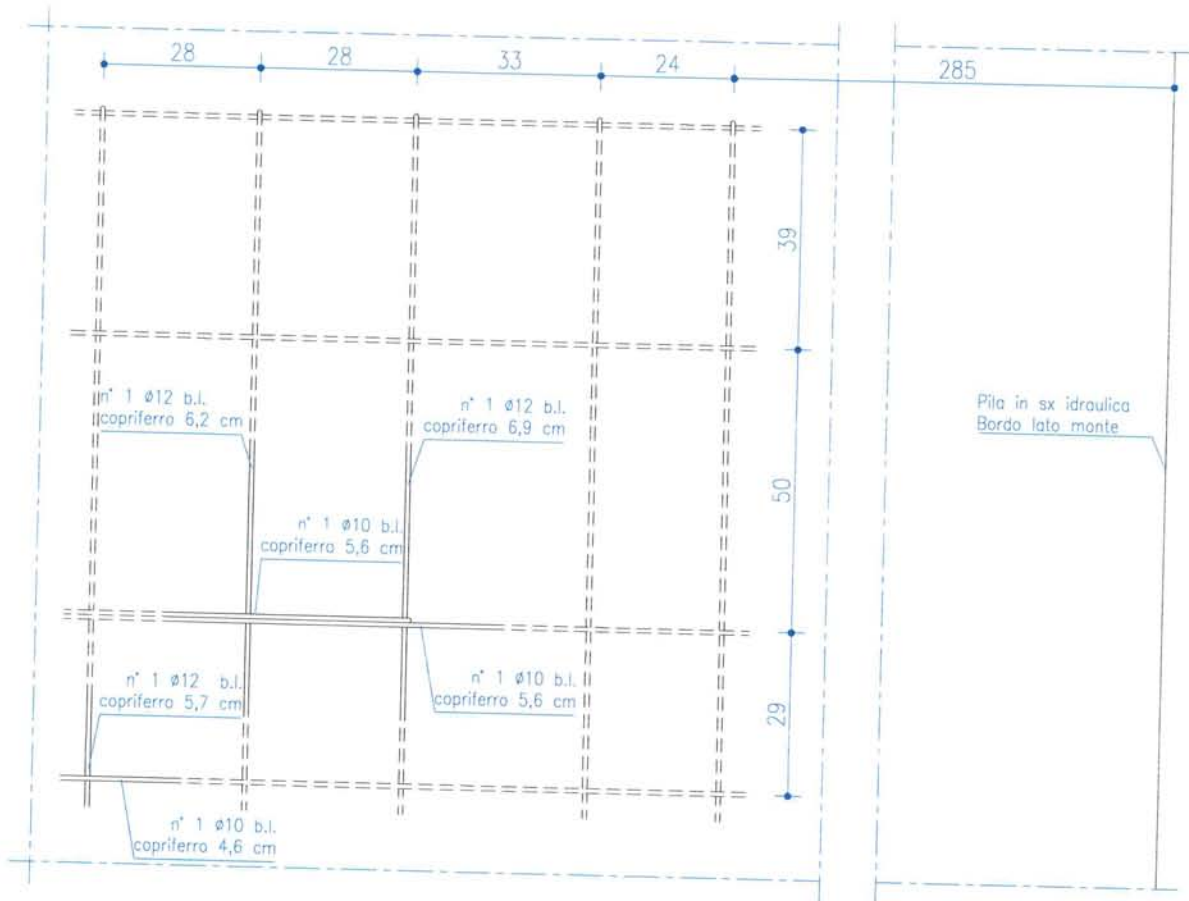 28
28
33
24
285
39
n° 1 ø12 b.l.
copriferro 6,2 cm
n° 1 ø12 b.l.
copriferro 6,9 cm
Pila in sx idraulica
Bordo lato monte
50
n° 1 ø10 b.l.
copriferro 5,6 cm
n° 1 ø12 b.l.
copriferro 5,7 cm
n° 1 ø10 b.l.
copriferro 5,6 cm
29
n° 1 ø10 b.l.
copriferro 4,6 cm